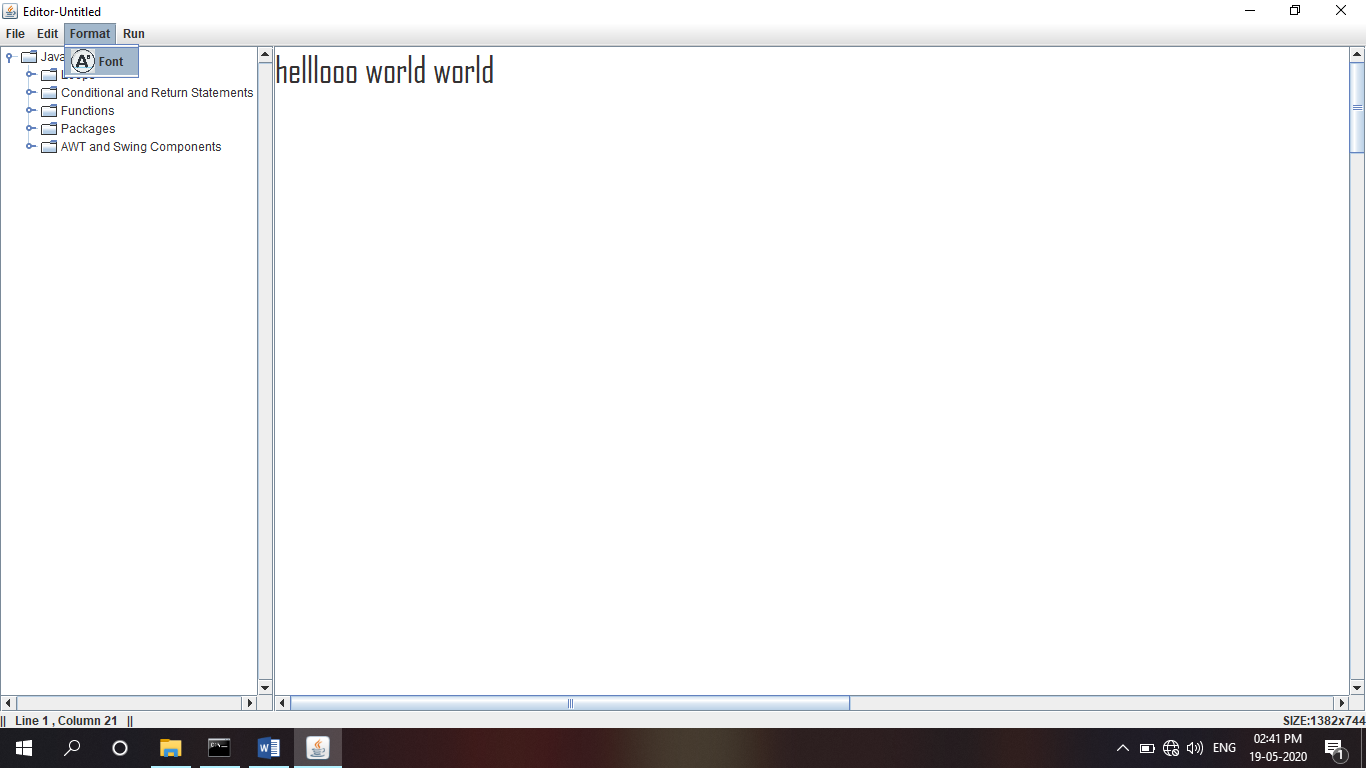 Editor-Untitled
File Edit Format Run
Java
Font
Conditional and Return Statements
Functions
Packages
AWT and Swing Components
helllooo world world
|| Line 1 , Column 21 ||
SIZE:1382x744
ENG
02:41 PM
19-05-2020
1